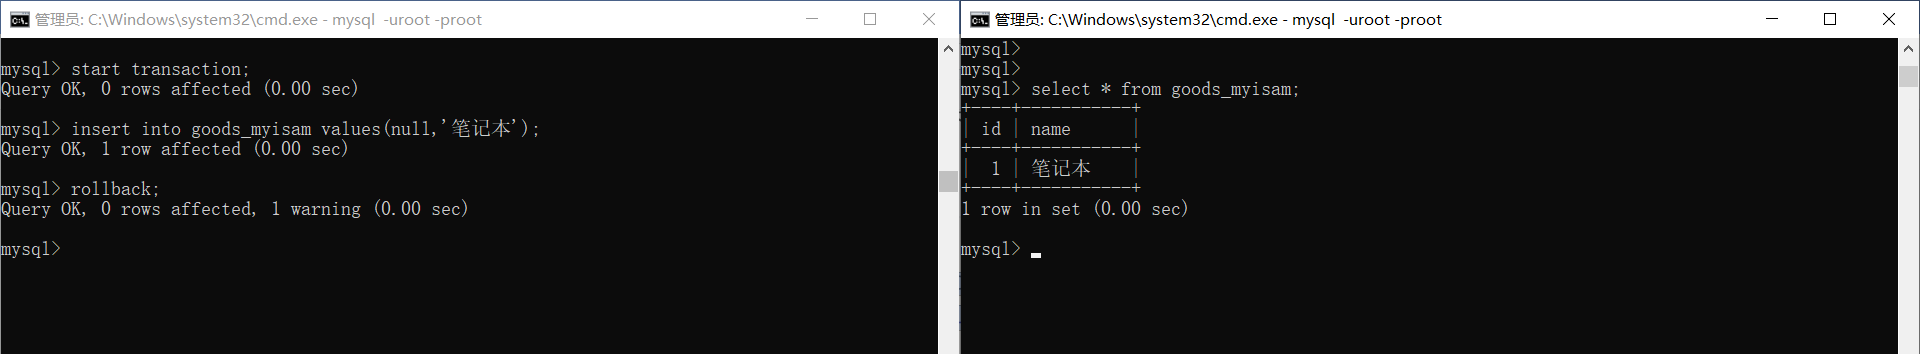 管理员: C:\Windows\system32\cmd.exe - mysql  -uroot -proot
mysql> start transaction;
Query OK, 0 rows affected (0.00 sec)
mysql> insert into goods_myisam values(null,'笔记本');
Query OK, 1 row affected (0.00 sec)
mysql> rollback;
Query OK, 0 rows affected, 1 warning (0.00 sec)
mysql>
管理员: C:\Windows\system32\cmd.exe - mysql  -uroot -proot
mysql>
mysql>
mysql> select * from goods_myisam;
+----+-----------+
| id | name      |
+----+-----------+
|  1 | 笔记本    |
+----+-----------+
1 row in set (0.00 sec)
mysql>